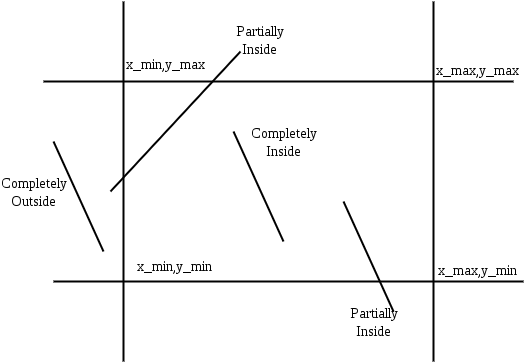 Partially
Inside
x_min,y_max
x_max,y_max
Completely
Inside
Completely
Outside
x_min,y_min
x_max,y_min
Partially
Inside